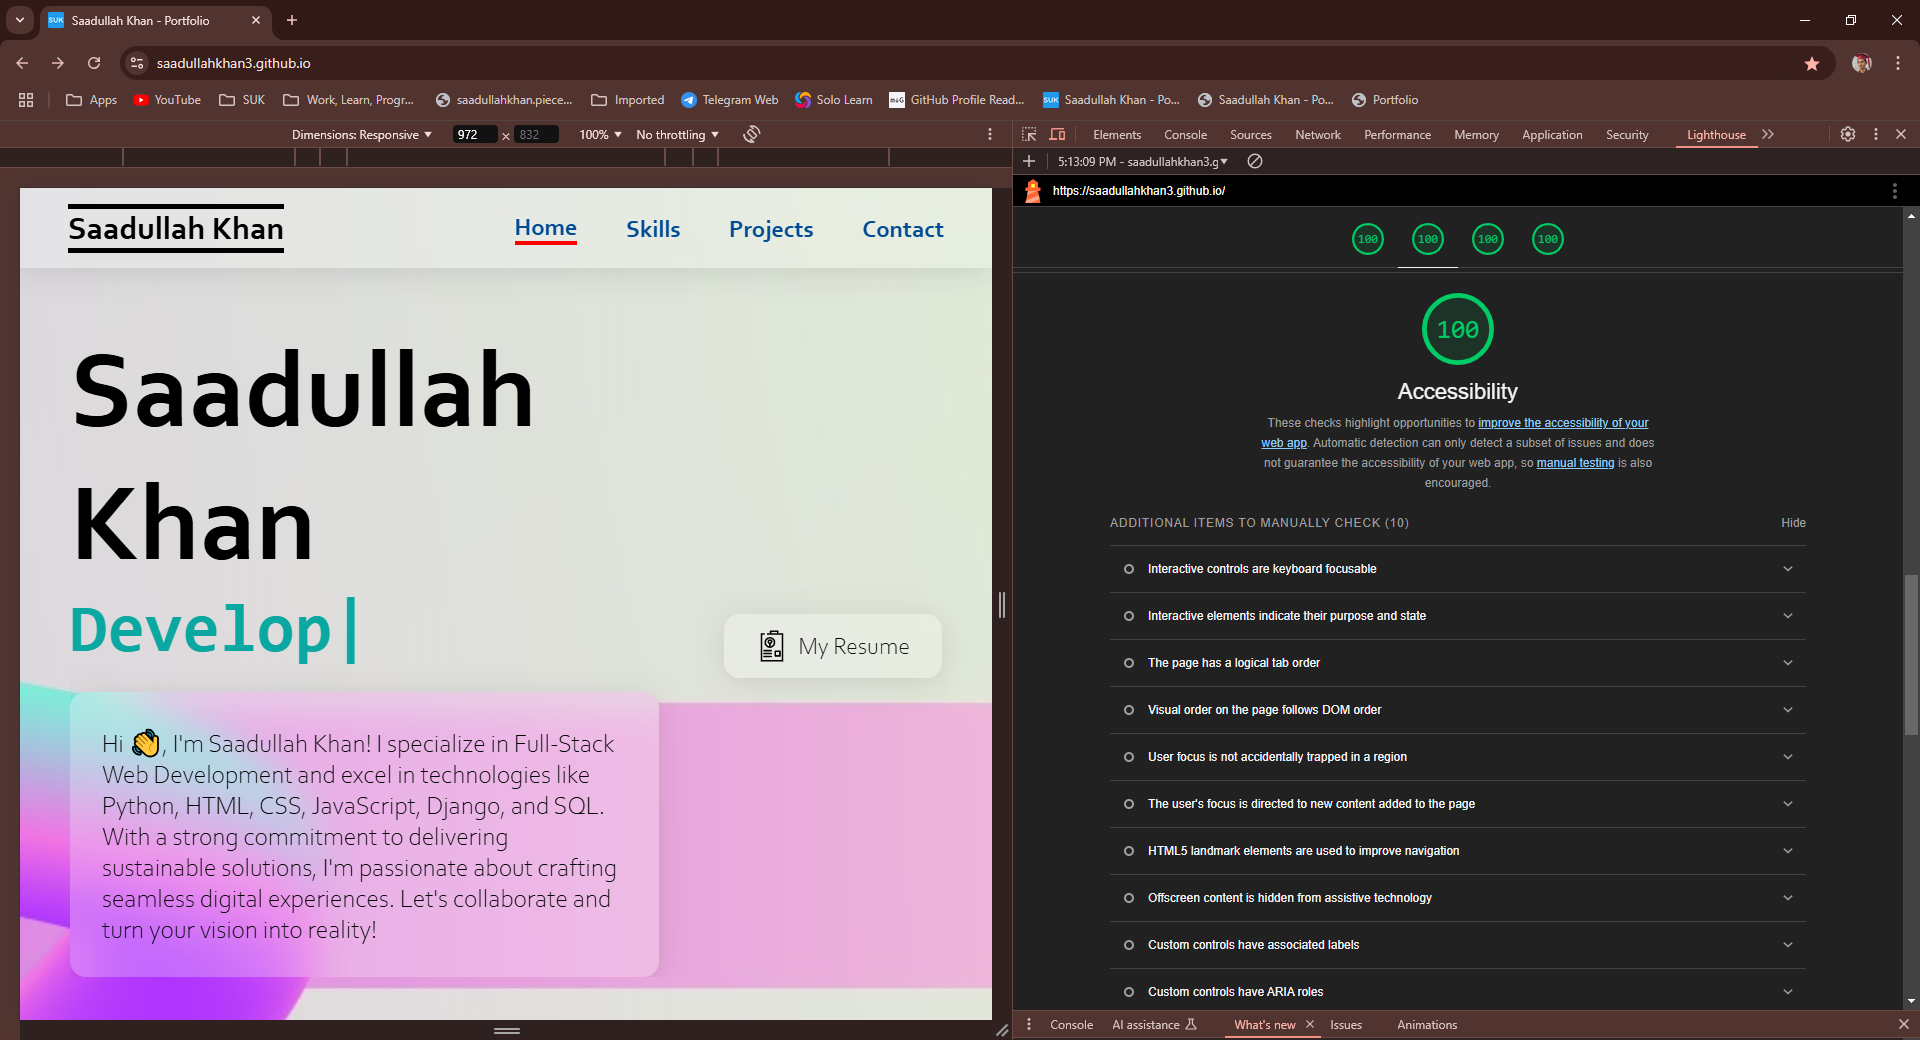 SUK Saadullah Khan - Portfolio
saadullahkhan3.github.io
Apps YouTube SUK Work, Learn, Progr... saadullahkhan.piece... Imported Telegram Web Solo Learn GitHub Profile Read... SUK Saadullah Khan - Po... Saadullah Khan - Po... Portfolio
Dimensions: Responsive 972 x 832 100% No throttling
Elements Console Sources Network Performance Memory Application Security Lighthouse
5:13:09 PM - saadullahkhan3.g
https://saadullahkhan3.github.io/
Saadullah Khan Home Skills Projects Contact
Saadullah
Khan
Develop|
My Resume
Hi 👋, I'm Saadullah Khan! I specialize in Full-Stack
Web Development and excel in technologies like
Python, HTML, CSS, JavaScript, Django, and SQL.
With a strong commitment to delivering
sustainable solutions, I'm passionate about crafting
seamless digital experiences. Let's collaborate and
turn your vision into reality!
100 100 100 100
100
Accessibility
These checks highlight opportunities to improve the accessibility of your
web app. Automatic detection can only detect a subset of issues and does
not guarantee the accessibility of your web app, so manual testing is also
encouraged.
ADDITIONAL ITEMS TO MANUALLY CHECK (10) Hide
Interactive controls are keyboard focusable
Interactive elements indicate their purpose and state
The page has a logical tab order
Visual order on the page follows DOM order
User focus is not accidentally trapped in a region
The user's focus is directed to new content added to the page
HTML5 landmark elements are used to improve navigation
Offscreen content is hidden from assistive technology
Custom controls have associated labels
Custom controls have ARIA roles
Console AI assistance What's new Issues Animations